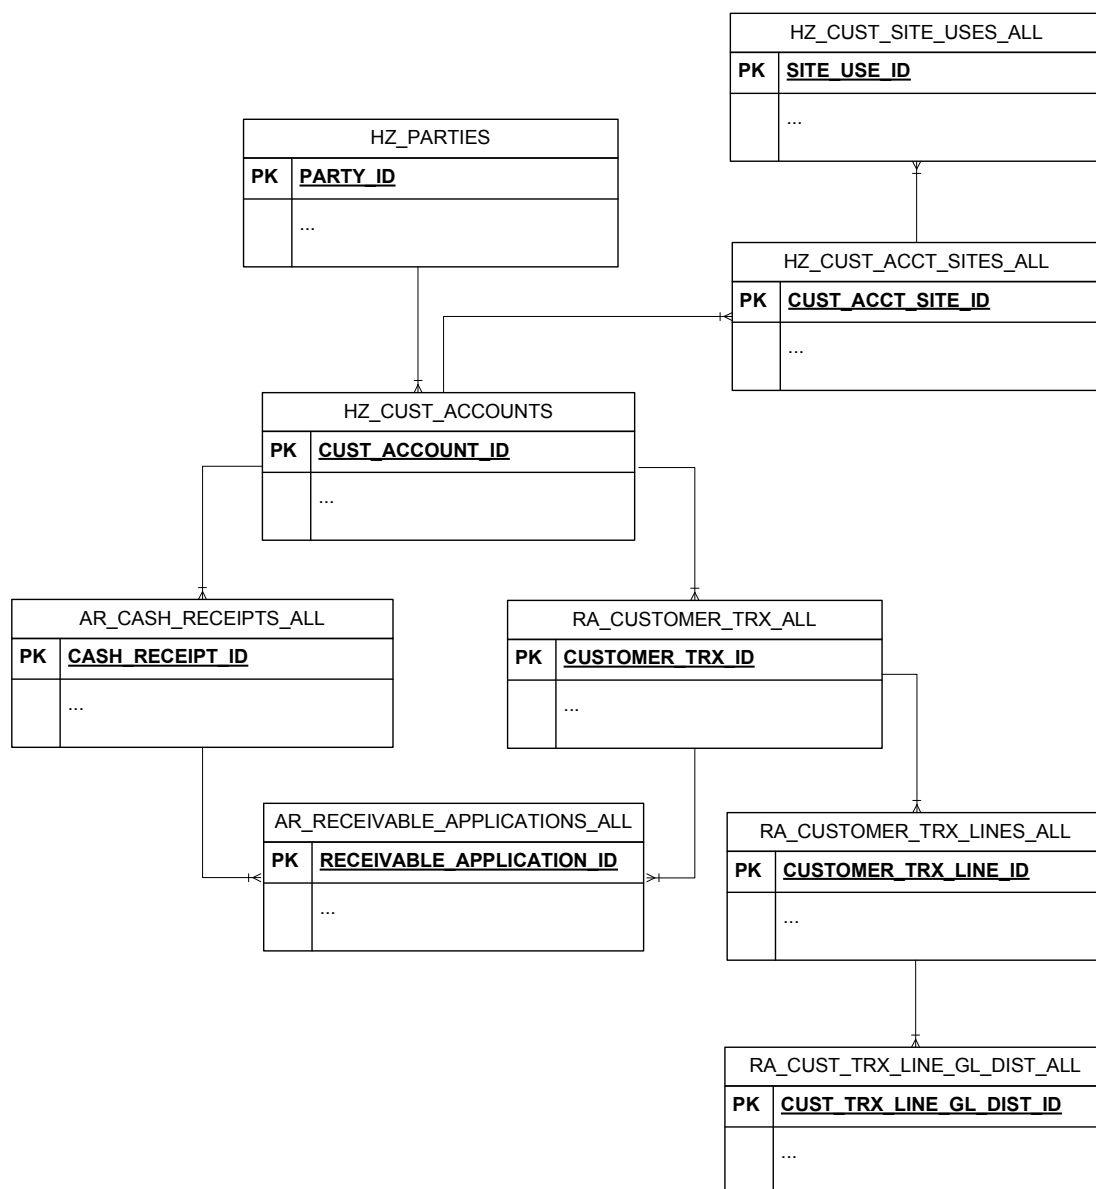 HZ_CUST_SITE_USES_ALL
PK SITE_USE_ID
...
HZ_PARTIES
PK PARTY_ID
...
HZ_CUST_ACCT_SITES_ALL
PK CUST_ACCT_SITE_ID
...
HZ_CUST_ACCOUNTS
PK CUST_ACCOUNT_ID
...
AR_CASH_RECEIPTS_ALL
PK CASH_RECEIPT_ID
...
RA_CUSTOMER_TRX_ALL
PK CUSTOMER_TRX_ID
...
AR_RECEIVABLE_APPLICATIONS_ALL
PK RECEIVABLE_APPLICATION_ID
...
RA_CUSTOMER_TRX_LINES_ALL
PK CUSTOMER_TRX_LINE_ID
...
RA_CUST_TRX_LINE_GL_DIST_ALL
PK CUST_TRX_LINE_GL_DIST_ID
...